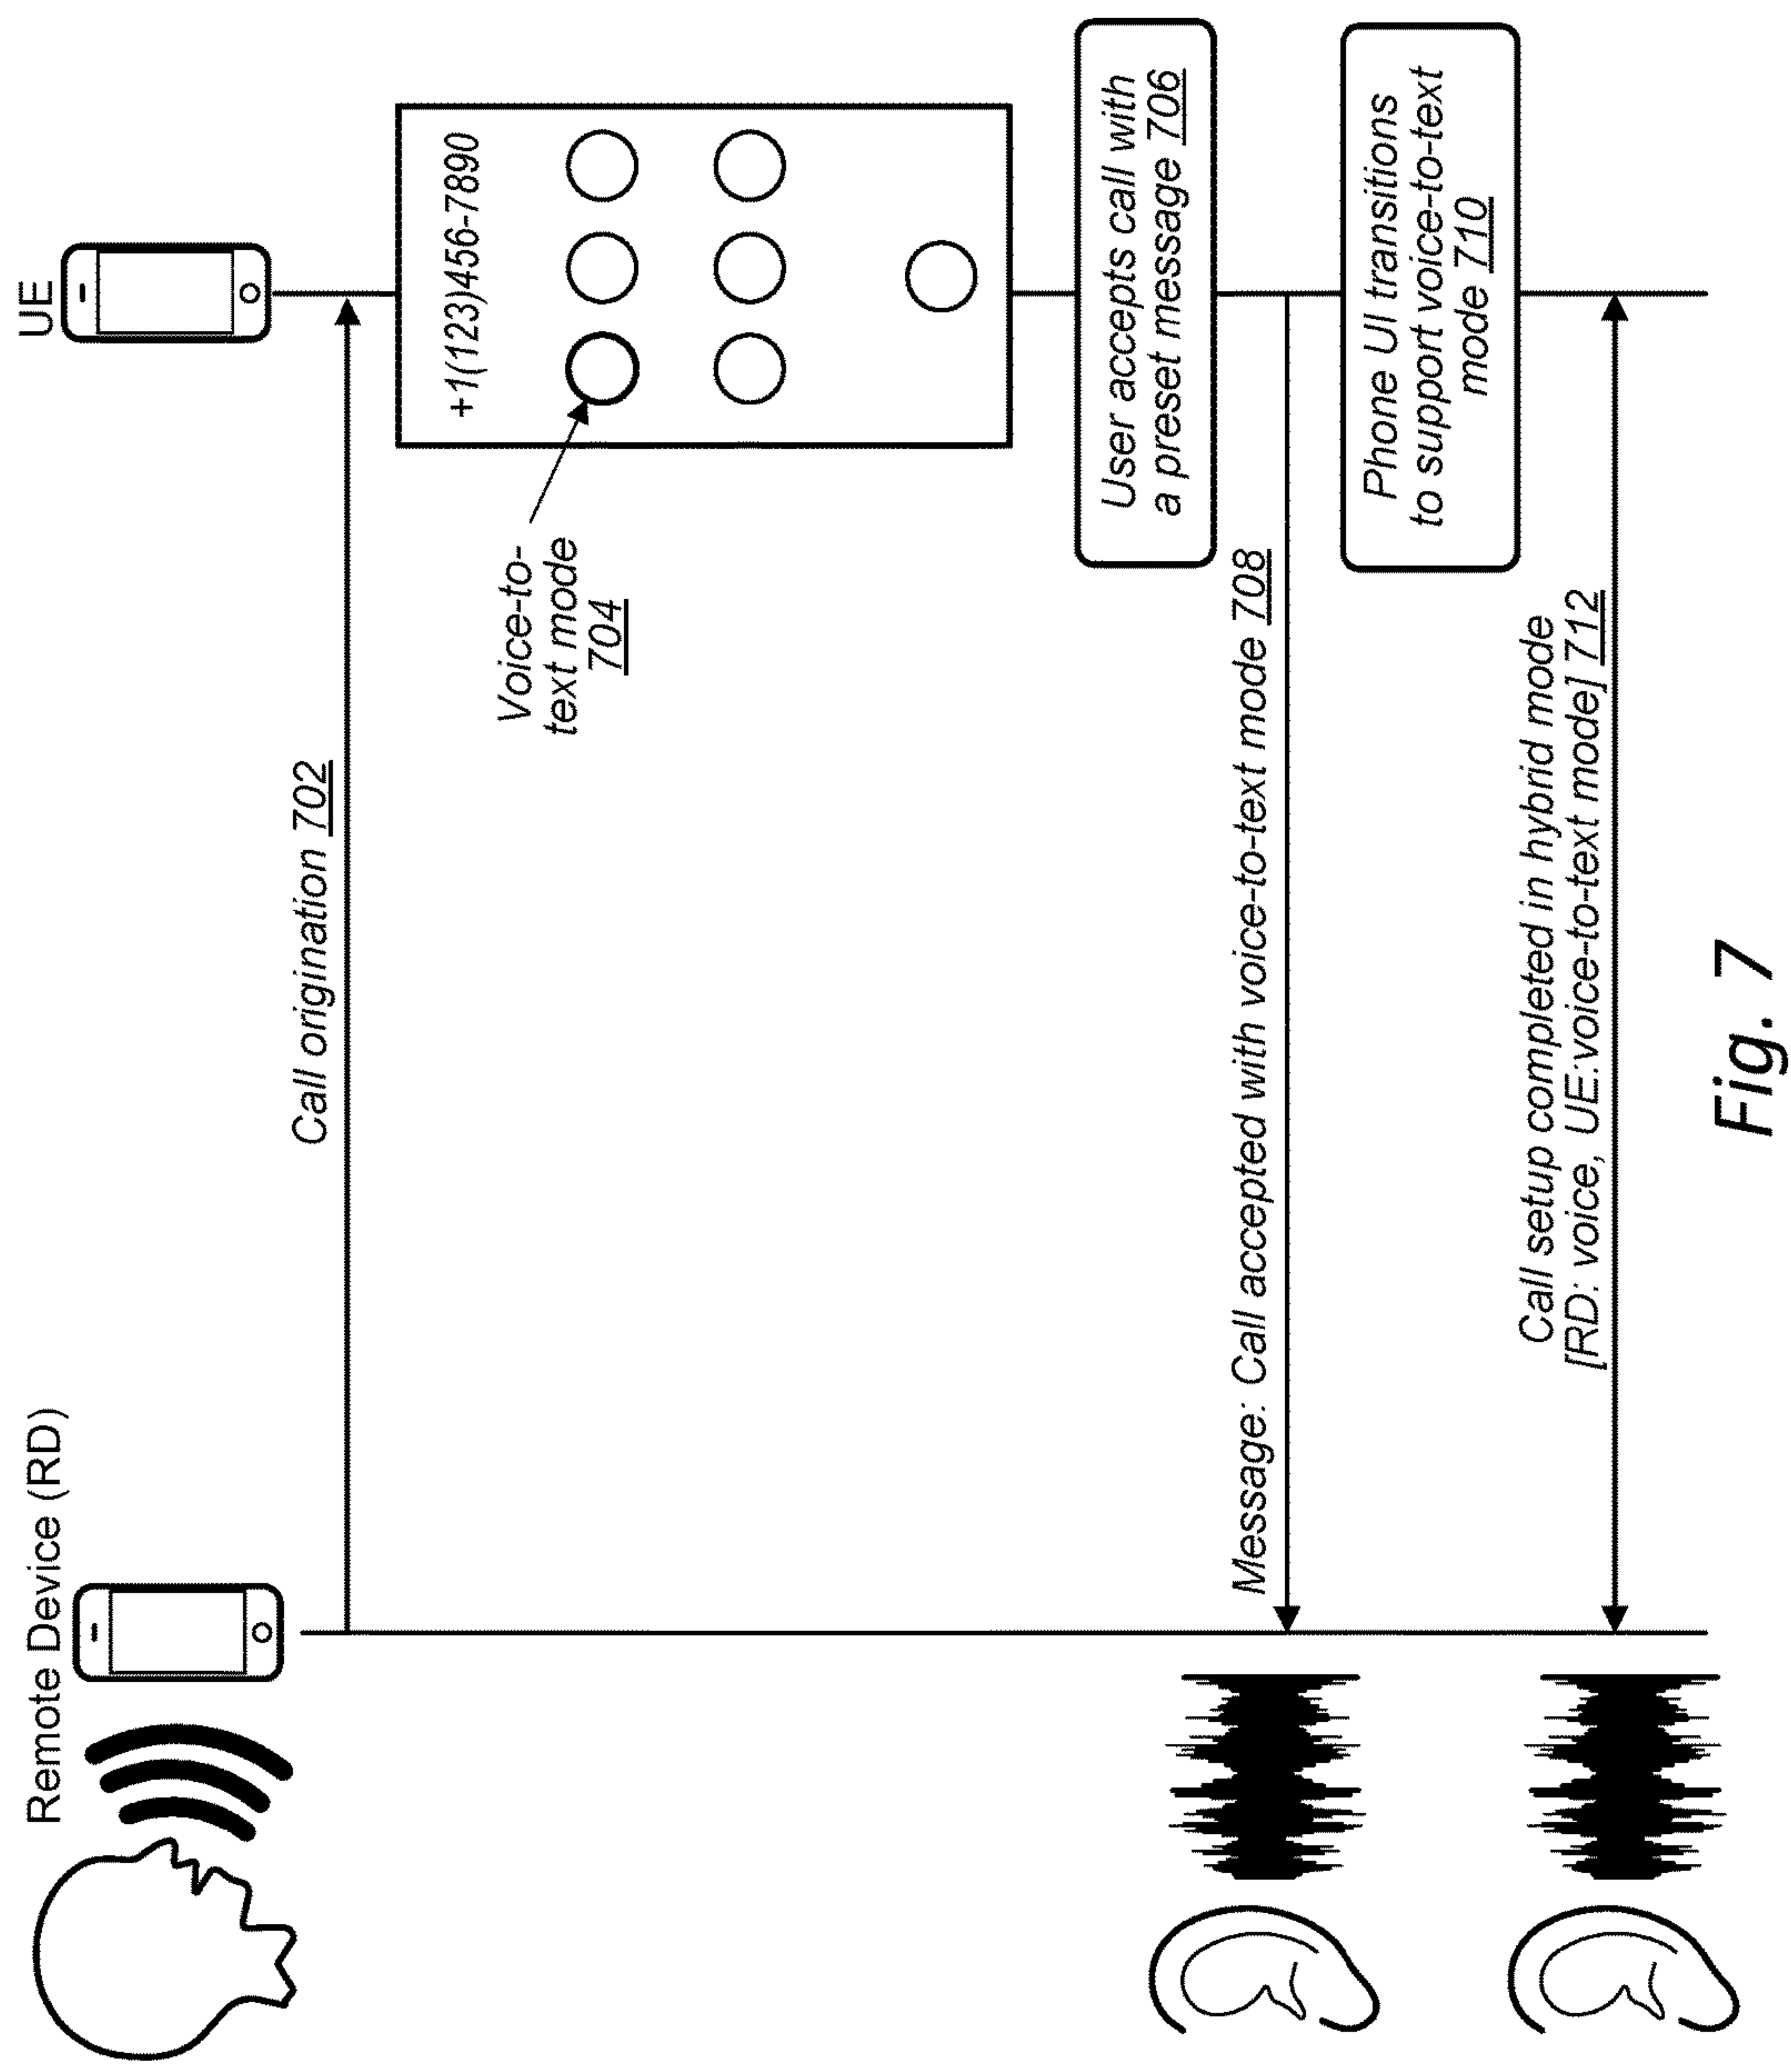 Remote Device (RD)
UE
Call origination 702
+1(123)456-7890
Voice-to-
text mode
704
User accepts call with
a preset message 706
Message: Call accepted with voice-to-text mode 708
Phone UI transitions
to support voice-to-text
mode 710
Call setup completed in hybrid mode
[RD: voice, UE:voice-to-text mode] 712
Fig. 7